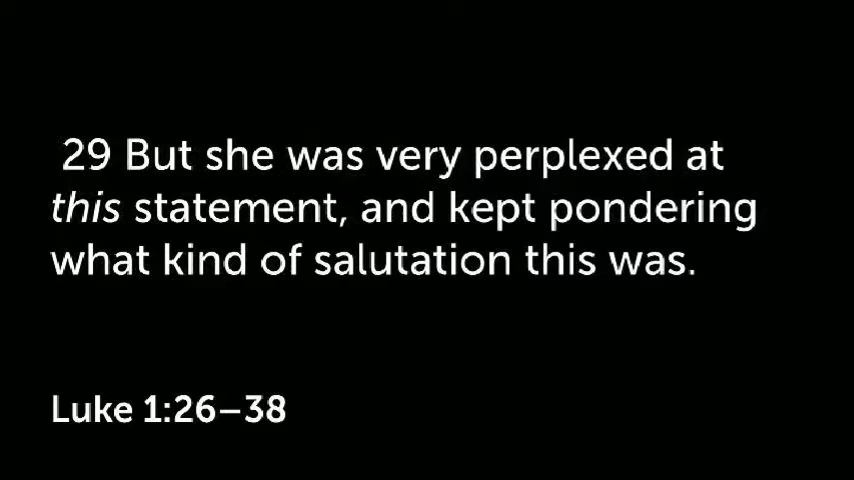 29 But she was very perplexed at
this statement, and kept pondering
what kind of salutation this was.
Luke 1:26–38